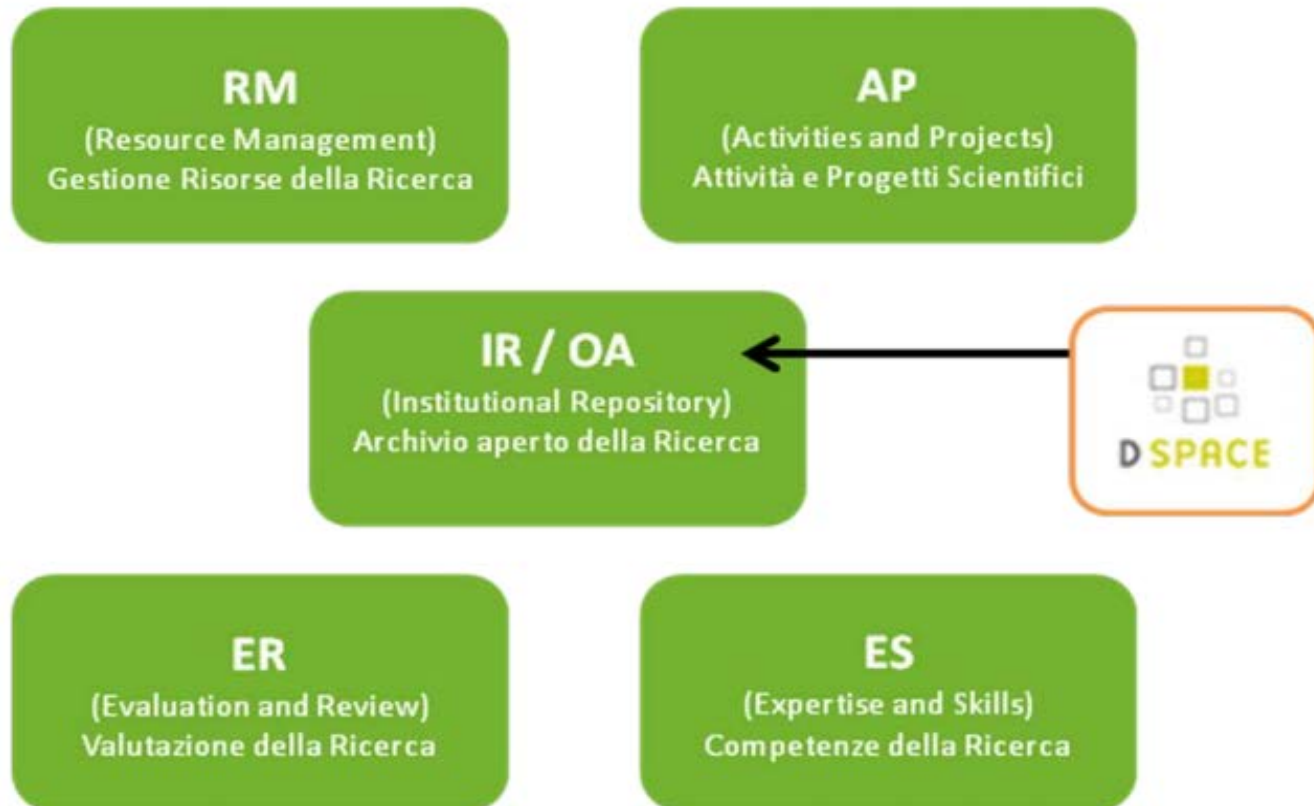 RM
(Resource Management)
Gestione Risorse della Ricerca
AP
(Activities and Projects)
Attività e Progetti Scientifici
IR / OA
(Institutional Repository)
Archivio aperto della Ricerca
DSPACE
ER
(Evaluation and Review)
Valutazione della Ricerca
ES
(Expertise and Skills)
Competenze della Ricerca